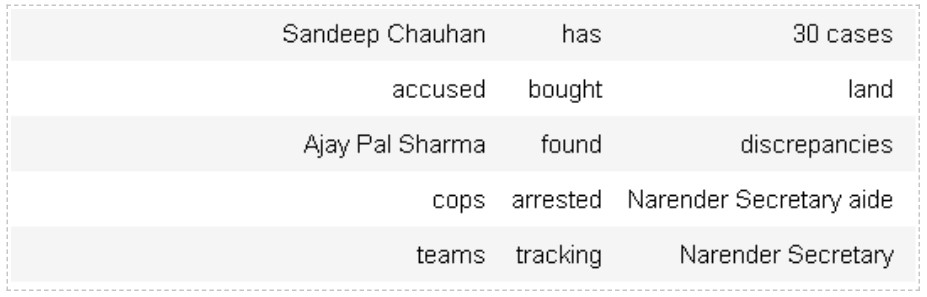 Sandeep Chauhan has 30 cases
accused bought land
Ajay Pal Sharma found discrepancies
cops arrested Narender Secretary aide
teams tracking Narender Secretary